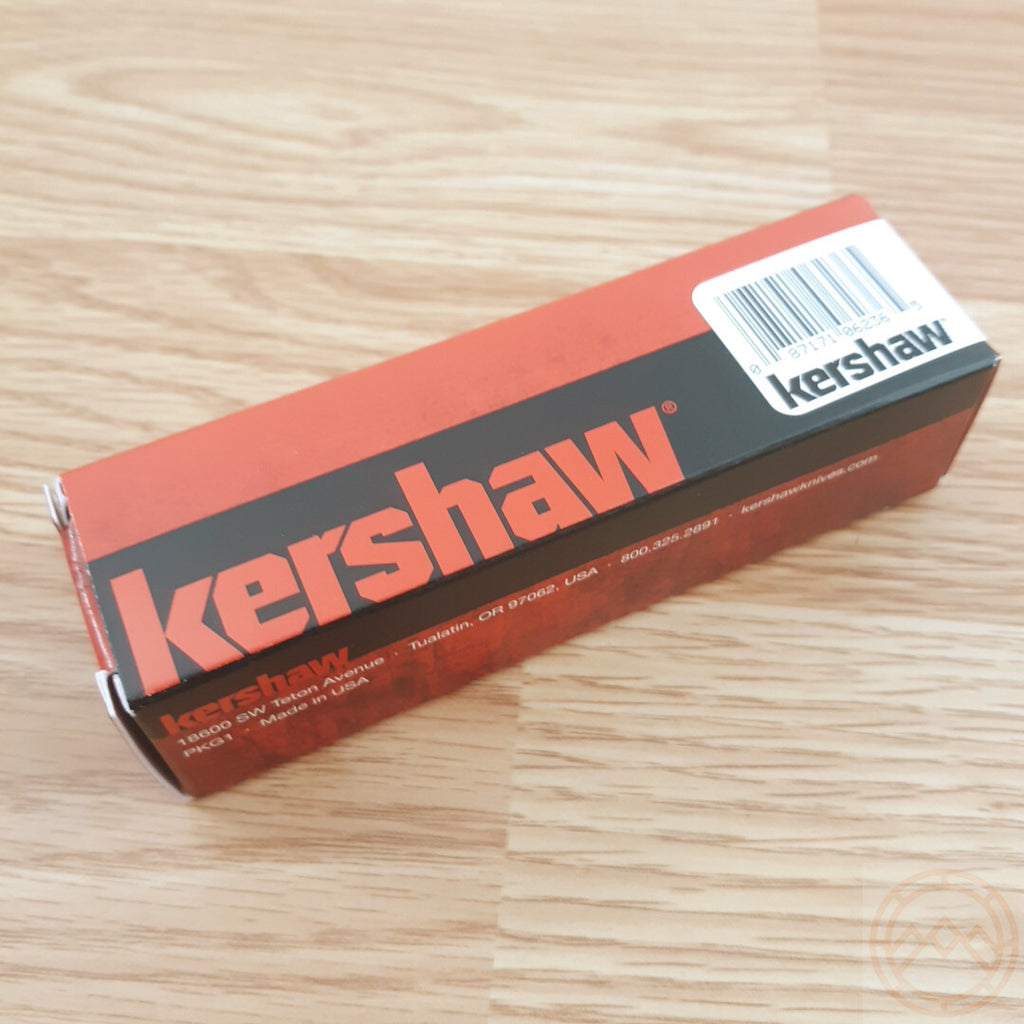 0 87171 06236 5
kershaw
kershaw®
kershaw
18600 SW Teton Avenue · Tualatin, OR 97062, USA · 800.325.2891 · kershawknives.com
PKG1 · Made in USA